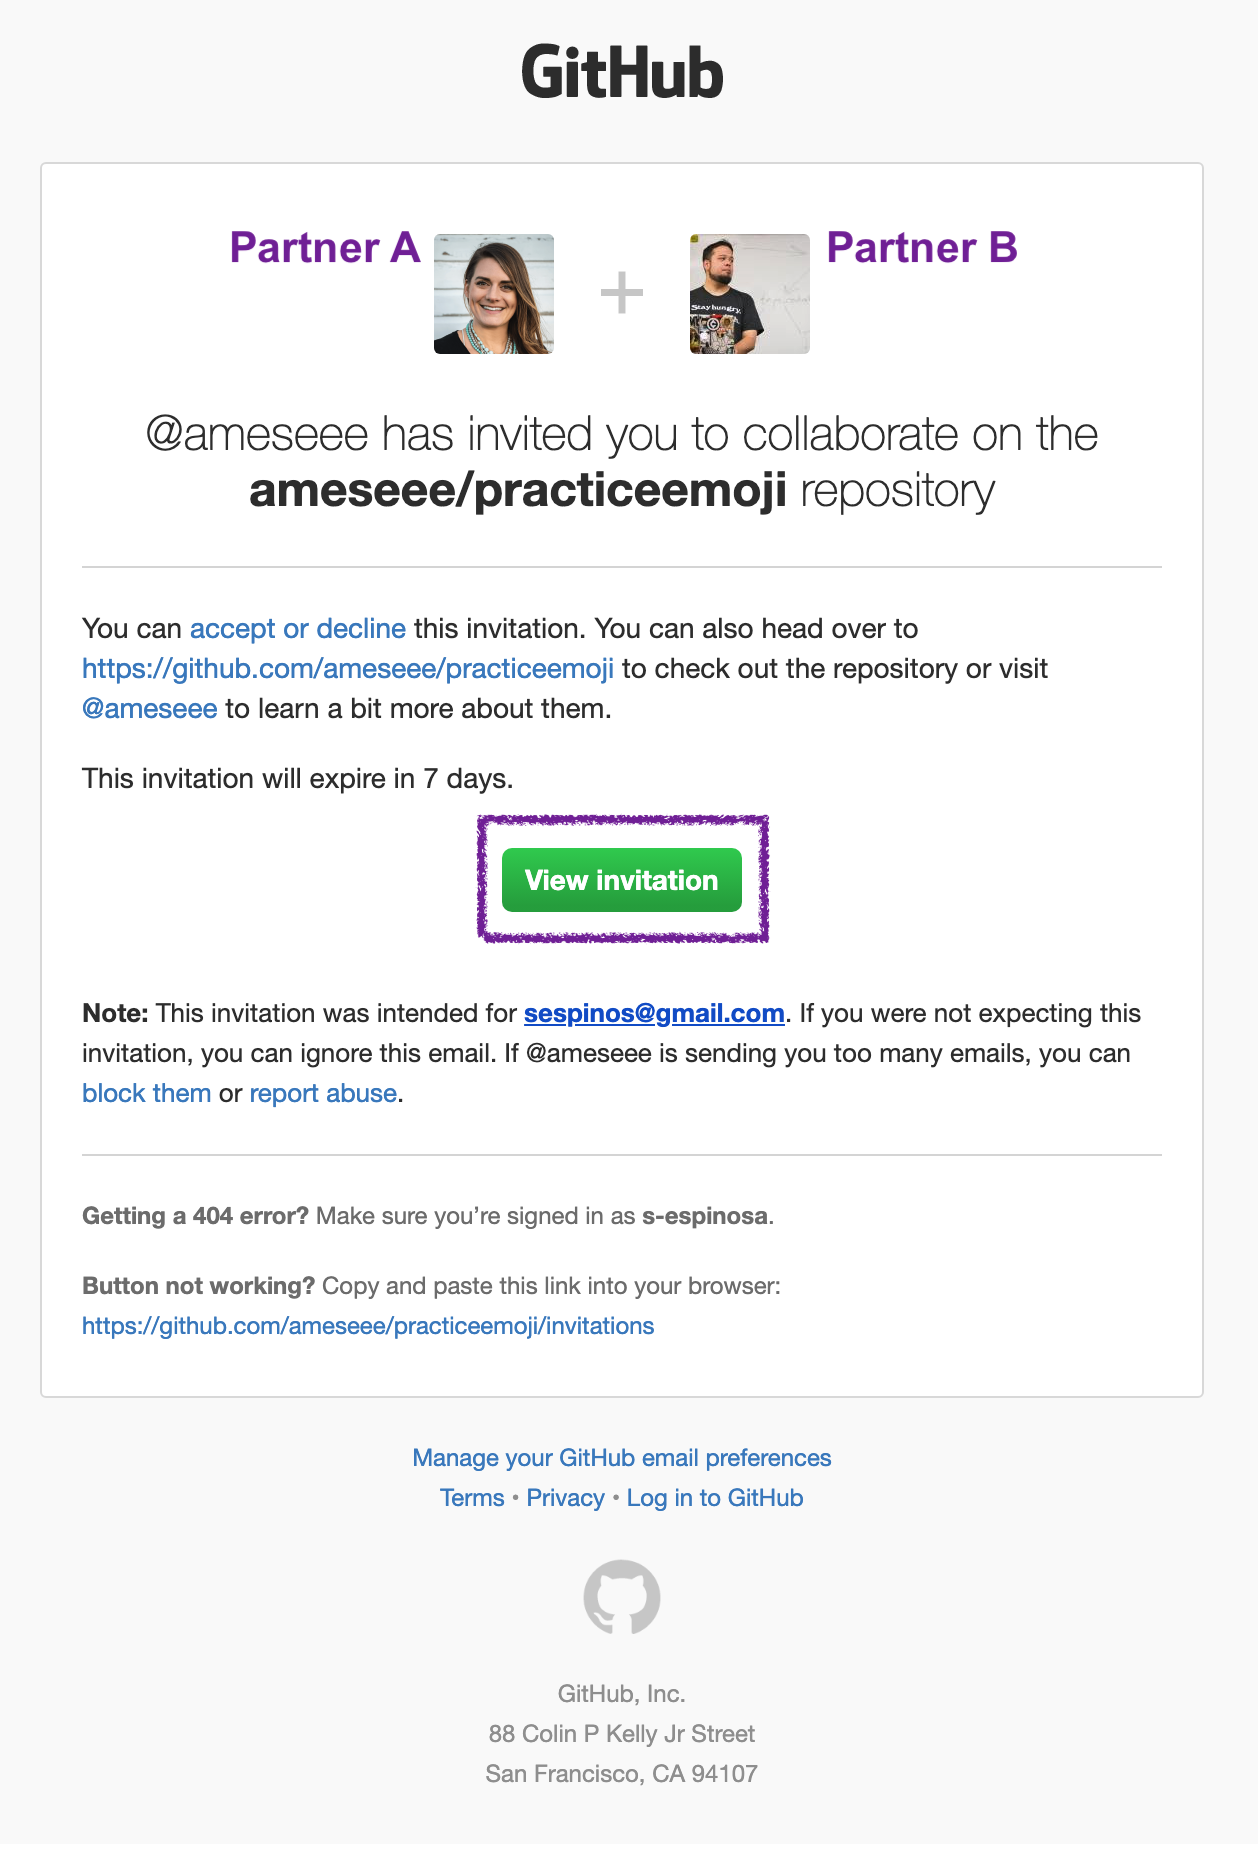 GitHub
Partner A
Partner B
Stay hungry.
@ameseee has invited you to collaborate on the
ameseee/practiceemoji repository
You can accept or decline this invitation. You can also head over to
https://github.com/ameseee/practiceemoji to check out the repository or visit
@ameseee to learn a bit more about them.
This invitation will expire in 7 days.
View invitation
Note: This invitation was intended for sespinos@gmail.com. If you were not expecting this
invitation, you can ignore this email. If @ameseee is sending you too many emails, you can
block them or report abuse.
Getting a 404 error? Make sure you’re signed in as s-espinosa.
Button not working? Copy and paste this link into your browser:
https://github.com/ameseee/practiceemoji/invitations
Manage your GitHub email preferences
Terms • Privacy • Log in to GitHub
GitHub, Inc.
88 Colin P Kelly Jr Street
San Francisco, CA 94107